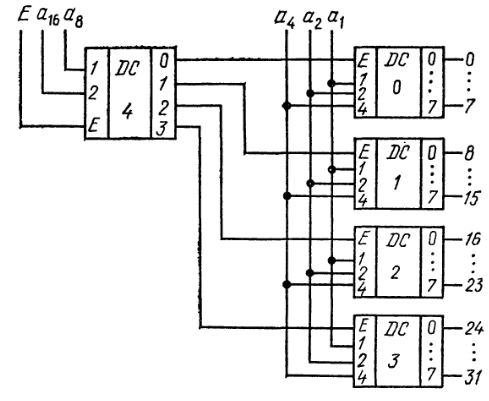 E a16 a8 a4 a2 a1
1 DC 0
2 4 1
2
E 3
E DC 0 0
1
2 0
4 7 7
E DC 0 8
1
2 1
4 7 15
E DC 0 16
1
2 2
4 7 23
E DC 0 24
1
2 3
4 7 31